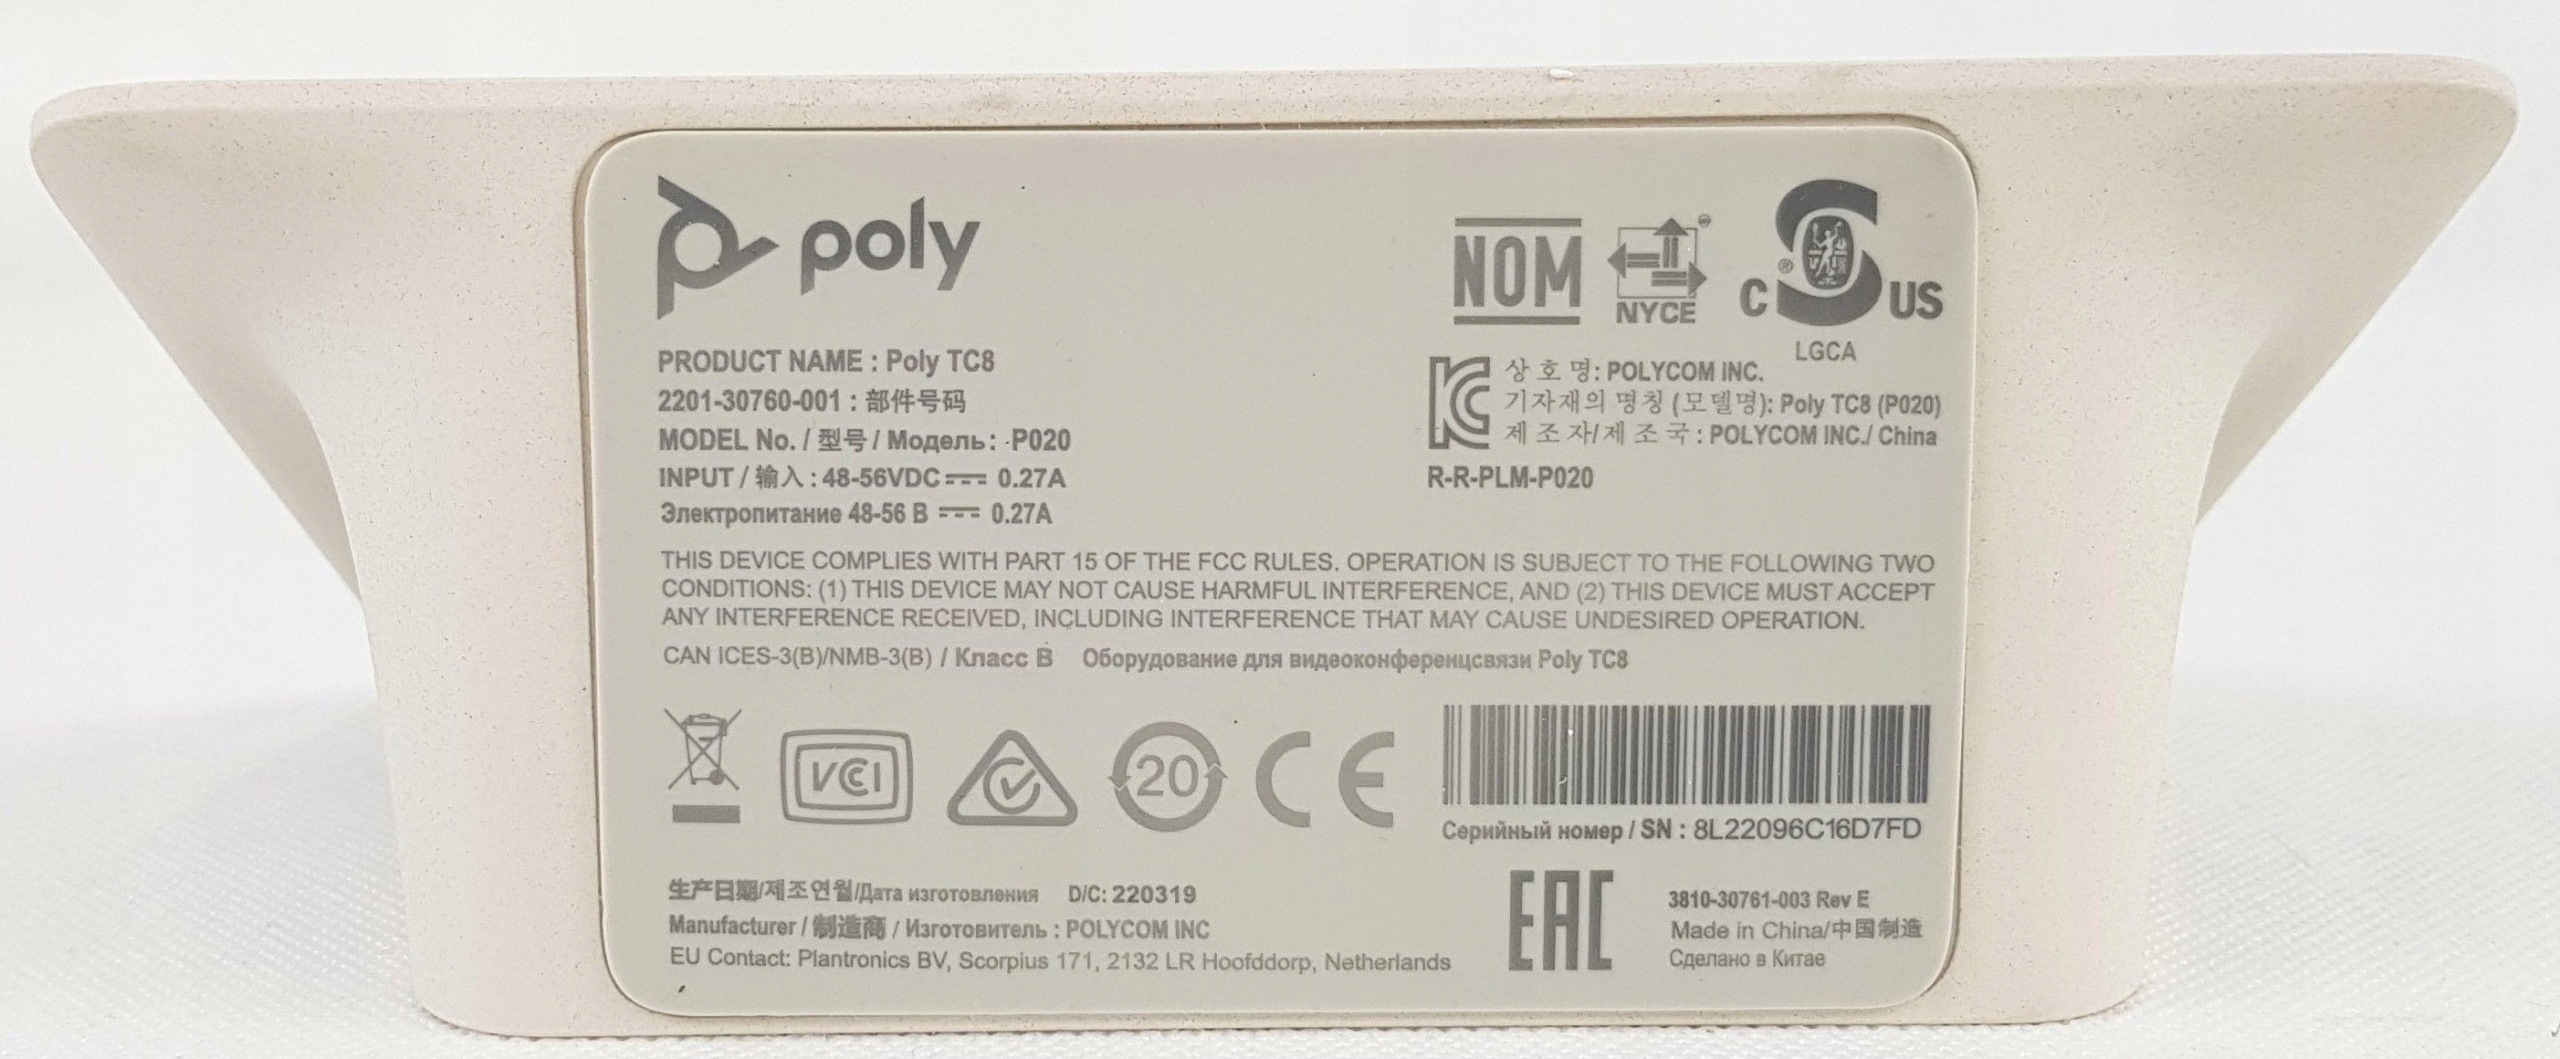 poly
NOM
NYCE
C US
LGCA
PRODUCT NAME : Poly TC8
2201-30760-001 : 部件号码
MODEL No. / 型号 / Модель: P020
INPUT / 输入 : 48-56VDC 0.27A
Электропитание 48-56 В 0.27A
상 호 명: POLYCOM INC.
기자재의 명칭 (모델명): Poly TC8 (P020)
제 조 자/제 조 국 : POLYCOM INC./ China
R-R-PLM-P020
THIS DEVICE COMPLIES WITH PART 15 OF THE FCC RULES. OPERATION IS SUBJECT TO THE FOLLOWING TWO
CONDITIONS: (1) THIS DEVICE MAY NOT CAUSE HARMFUL INTERFERENCE, AND (2) THIS DEVICE MUST ACCEPT
ANY INTERFERENCE RECEIVED, INCLUDING INTERFERENCE THAT MAY CAUSE UNDESIRED OPERATION.
CAN ICES-3(B)/NMB-3(B) / Класс B Оборудование для видеоконференцсвязи Poly TC8
VCCI
20
CE
Серийный номер / SN : 8L22096C16D7FD
生产日期/제조연월/Дата изготовления D/C: 220319
Manufacturer / 制造商 / Изготовитель : POLYCOM INC
EU Contact: Plantronics BV, Scorpius 171, 2132 LR Hoofddorp, Netherlands
EAC
3810-30761-003 Rev E
Made in China/中国制造
Сделано в Китае